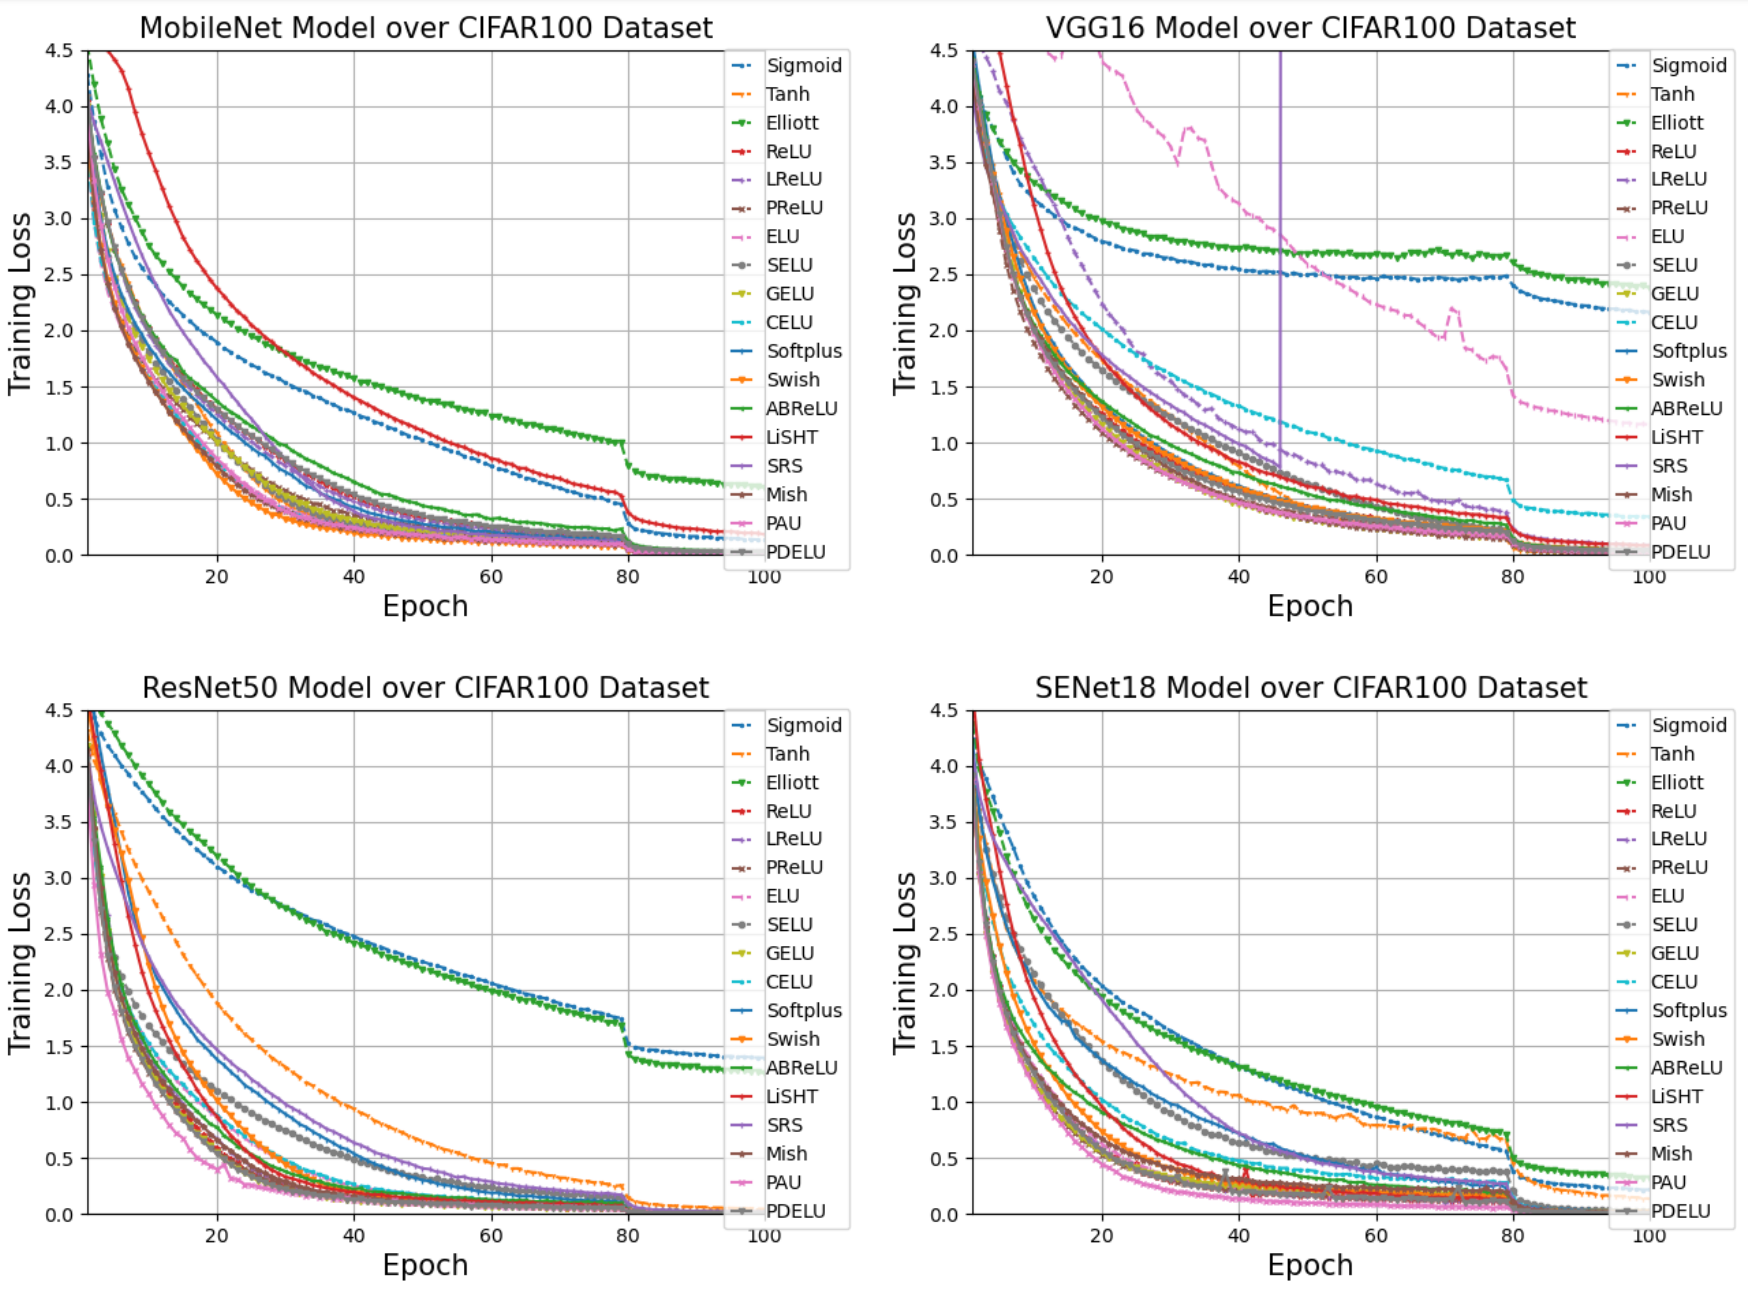 MobileNet Model over CIFAR100 Dataset
4.5
4.0
3.5
3.0
2.5
2.0
1.5
1.0
0.5
0.0
Training Loss
20
40
60
80
100
Epoch
Sigmoid
Tanh
Elliott
ReLU
LReLU
PReLU
ELU
SELU
GELU
CELU
Softplus
Swish
ABReLU
LiSHT
SRS
Mish
PAU
PDELU
VGG16 Model over CIFAR100 Dataset
4.5
4.0
3.5
3.0
2.5
2.0
1.5
1.0
0.5
0.0
Training Loss
20
40
60
80
100
Epoch
Sigmoid
Tanh
Elliott
ReLU
LReLU
PReLU
ELU
SELU
GELU
CELU
Softplus
Swish
ABReLU
LiSHT
SRS
Mish
PAU
PDELU
ResNet50 Model over CIFAR100 Dataset
4.5
4.0
3.5
3.0
2.5
2.0
1.5
1.0
0.5
0.0
Training Loss
20
40
60
80
100
Epoch
Sigmoid
Tanh
Elliott
ReLU
LReLU
PReLU
ELU
SELU
GELU
CELU
Softplus
Swish
ABReLU
LiSHT
SRS
Mish
PAU
PDELU
SENet18 Model over CIFAR100 Dataset
4.5
4.0
3.5
3.0
2.5
2.0
1.5
1.0
0.5
0.0
Training Loss
20
40
60
80
100
Epoch
Sigmoid
Tanh
Elliott
ReLU
LReLU
PReLU
ELU
SELU
GELU
CELU
Softplus
Swish
ABReLU
LiSHT
SRS
Mish
PAU
PDELU